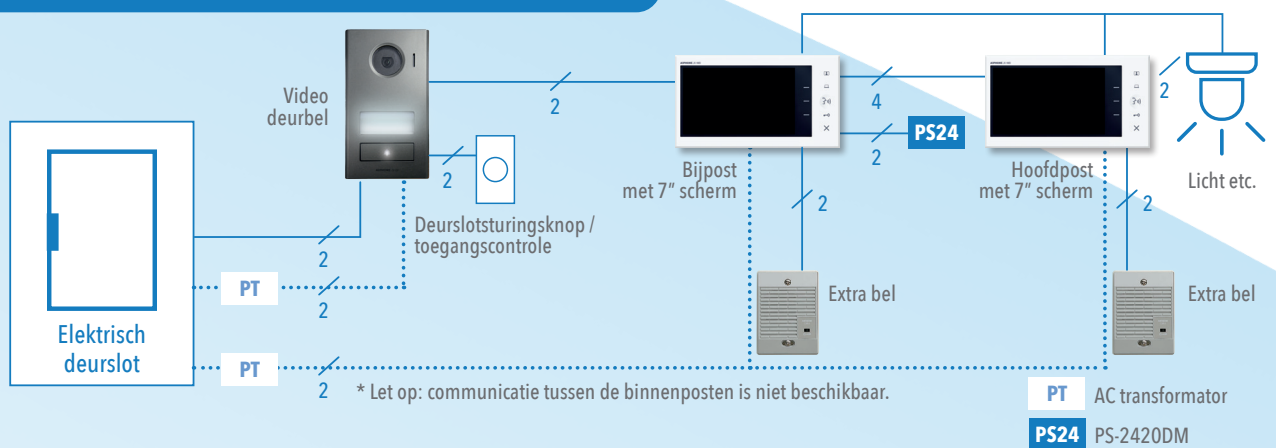 Video
deurbel
2
2
Deurslotsturingsknop /
toegangscontrole
2
PT
2
Elektrisch
deurslot
PT
2
4
2
PS24
Bijpost
met 7" scherm
2
Extra bel
Hoofdpost
met 7" scherm
2
Extra bel
2
Licht etc.
* Let op: communicatie tussen de binnenposten is niet beschikbaar.
PT AC transformator
PS24 PS-2420DM